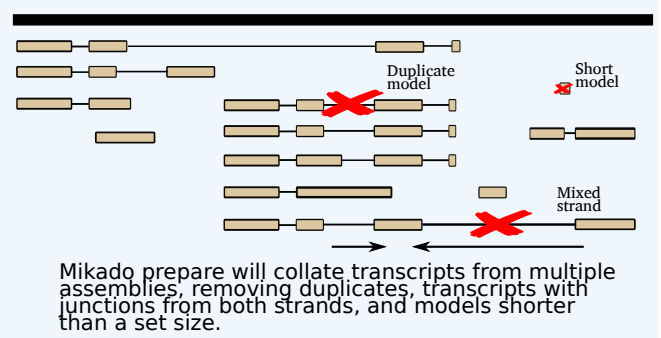 Duplicate
model
Short
model
Mixed
strand
Mikado prepare will collate transcripts from multiple
assemblies, removing duplicates, transcripts with
junctions from both strands, and models shorter
than a set size.